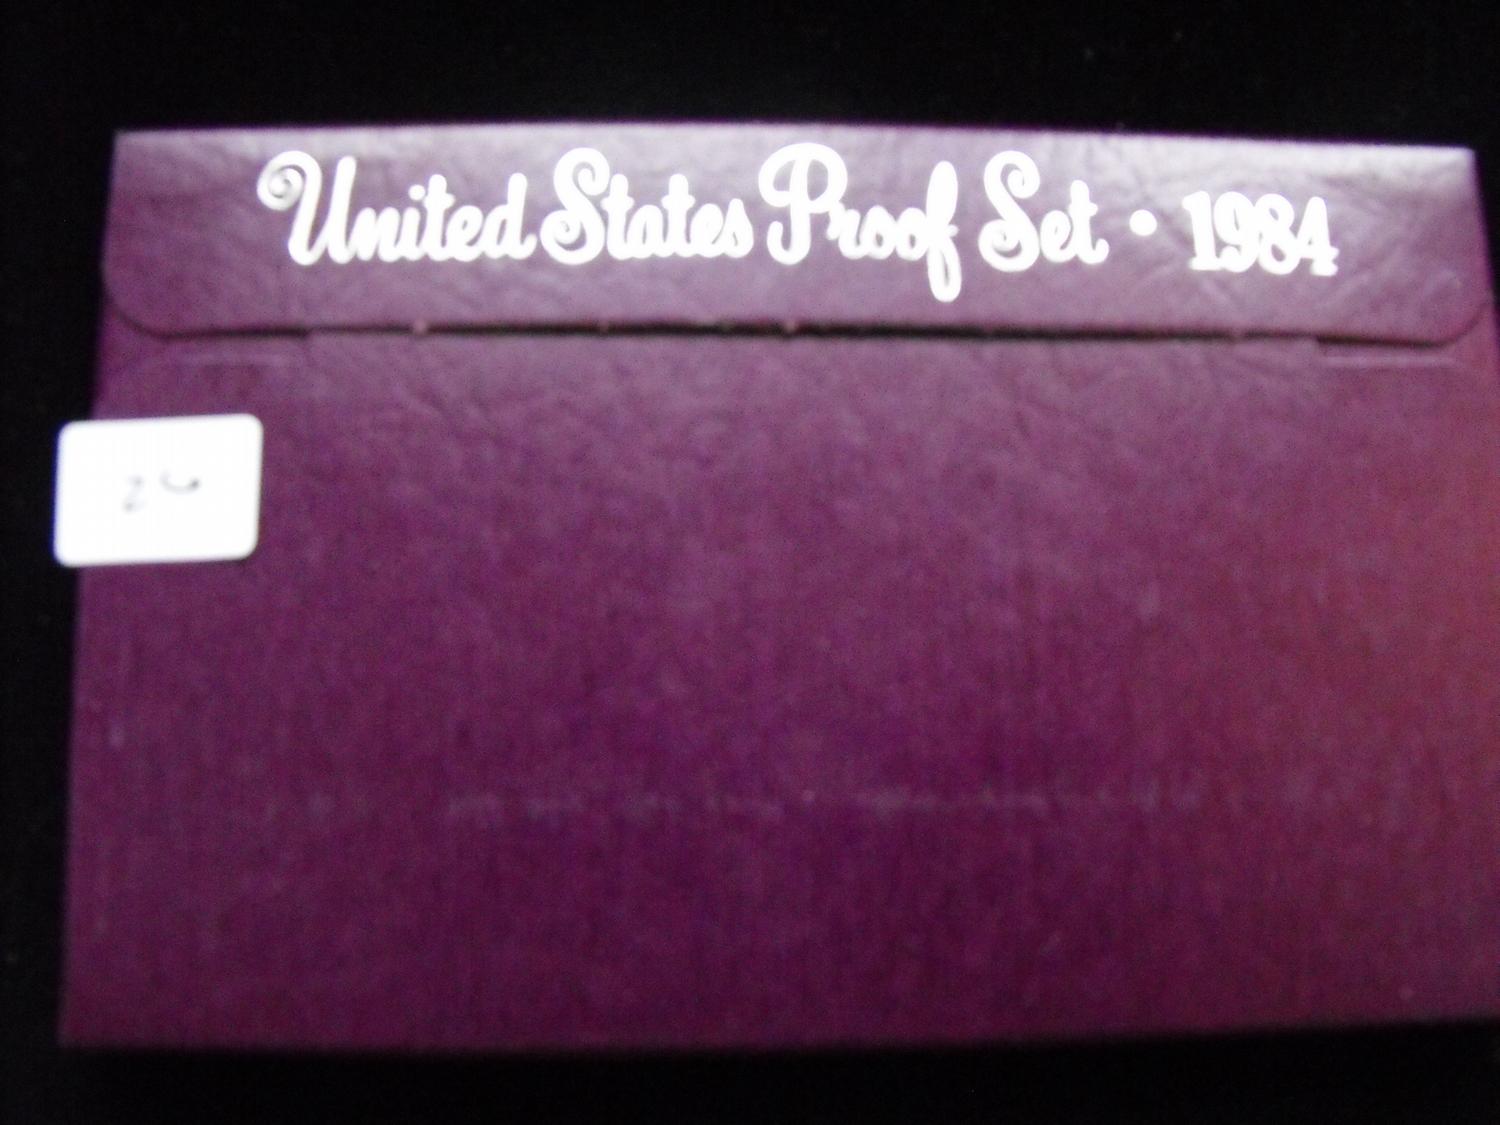 United States Proof Set • 1984